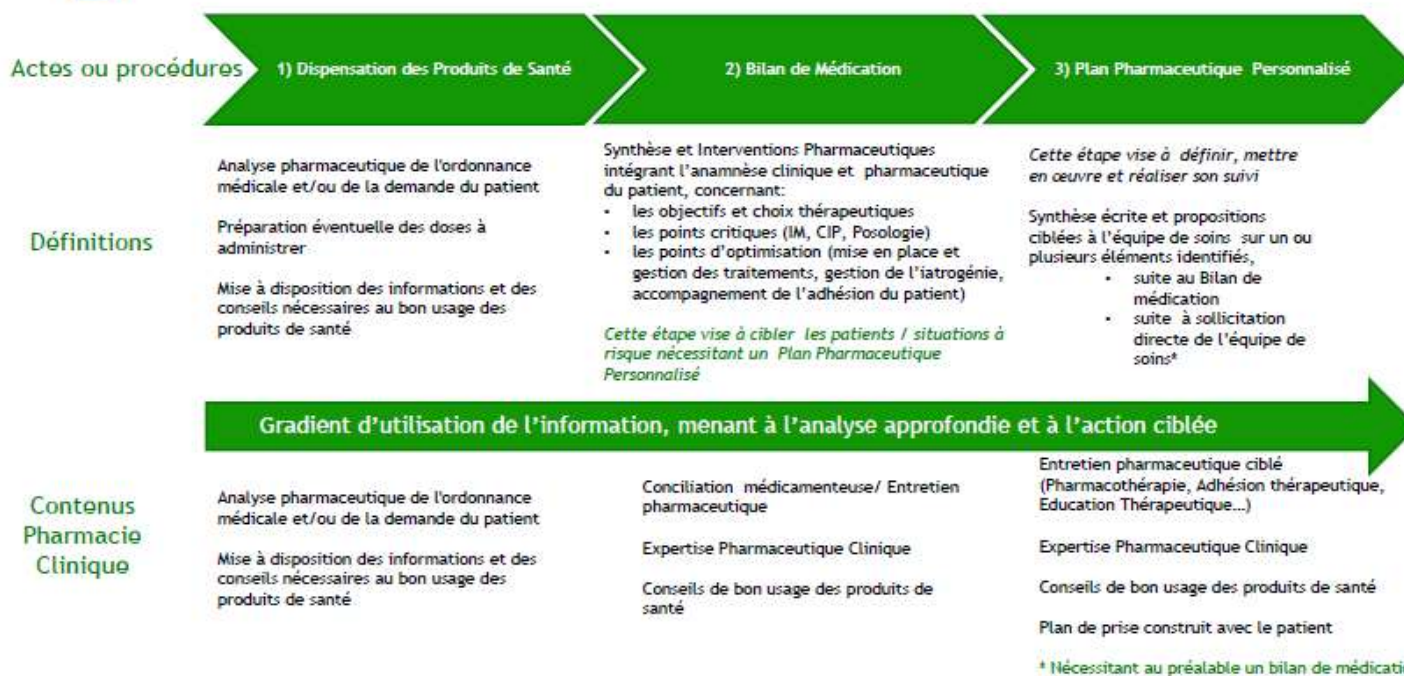 Actes ou procédures
1) Dispensation des Produits de Santé
2) Bilan de Médication
3) Plan Pharmaceutique Personnalisé
Définitions
Analyse pharmaceutique de l'ordonnance
médicale et/ou de la demande du patient
Préparation éventuelle des doses à
administrer
Mise à disposition des informations et des
conseils nécessaires au bon usage des
produits de santé
Synthèse et Interventions Pharmaceutiques
intégrant l'anamnèse clinique et pharmaceutique
du patient, concernant:
• les objectifs et choix thérapeutiques
• les points critiques (IM, CIP, Posologie)
• les points d'optimisation (mise en place et
gestion des traitements, gestion de l'iatrogénie,
accompagnement de l'adhésion du patient)
Cette étape vise à cibler les patients / situations à
risque nécessitant un Plan Pharmaceutique
Personnalisé
Cette étape vise à définir, mettre
en œuvre et réaliser son suivi
Synthèse écrite et propositions
ciblées à l'équipe de soins sur un ou
plusieurs éléments identifiés,
• suite au Bilan de
médication
• suite à sollicitation
directe de l'équipe de
soins*
Gradient d'utilisation de l'information, menant à l'analyse approfondie et à l'action ciblée
Contenus
Pharmacie
Clinique
Analyse pharmaceutique de l'ordonnance
médicale et/ou de la demande du patient
Mise à disposition des informations et des
conseils nécessaires au bon usage des
produits de santé
Conciliation médicamenteuse/ Entretien
pharmaceutique
Expertise Pharmaceutique Clinique
Conseils de bon usage des produits de
santé
Entretien pharmaceutique ciblé
(Pharmacothérapie, Adhésion thérapeutique,
Education Thérapeutique...)
Expertise Pharmaceutique Clinique
Conseils de bon usage des produits de santé
Plan de prise construit avec le patient
* Nécessitant au préalable un bilan de médicati